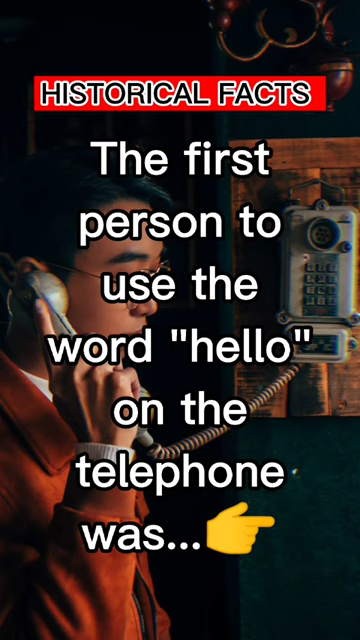 HISTORICAL FACTS
The first
person to
use the
word "hello"
on the
telephone
was...👉